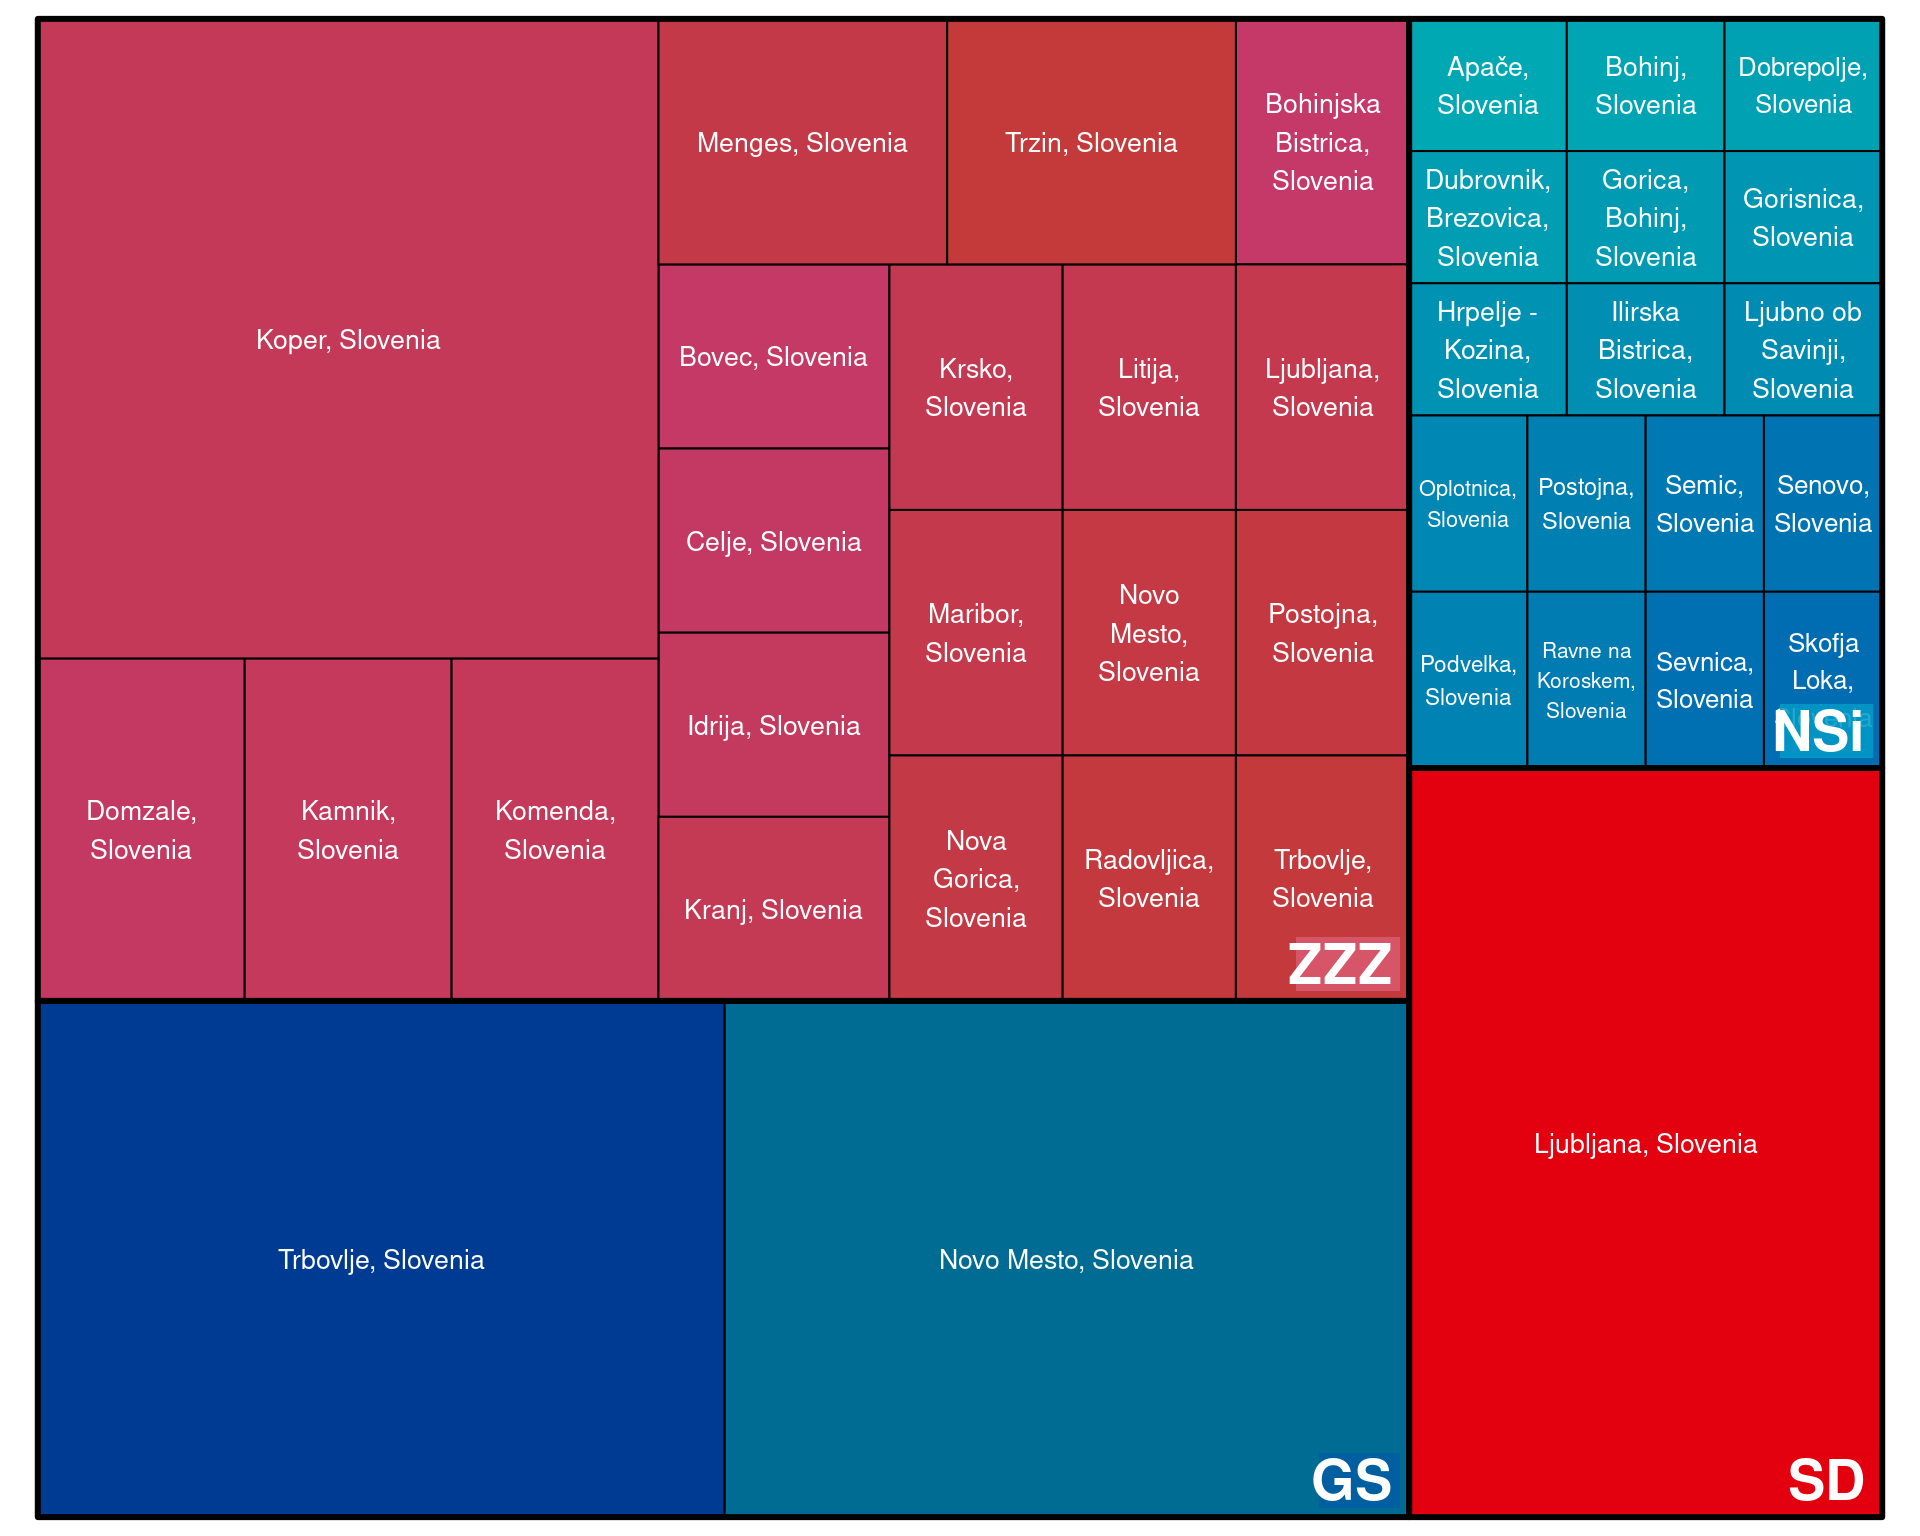 Koper, Slovenia
Menges, Slovenia
Trzin, Slovenia
Bohinjska
Bistrica,
Slovenia
Bovec, Slovenia
Celje, Slovenia
Idrija, Slovenia
Kranj, Slovenia
Krsko,
Slovenia
Litija,
Slovenia
Ljubljana,
Slovenia
Maribor,
Slovenia
Novo
Mesto,
Slovenia
Postojna,
Slovenia
Nova
Gorica,
Slovenia
Radovljica,
Slovenia
Trbovlje,
Slovenia
Domzale,
Slovenia
Kamnik,
Slovenia
Komenda,
Slovenia
ZZZ
Apače,
Slovenia
Bohinj,
Slovenia
Dobrepolje,
Slovenia
Dubrovnik,
Brezovica,
Slovenia
Gorica,
Bohinj,
Slovenia
Gorisnica,
Slovenia
Hrpelje -
Kozina,
Slovenia
Ilirska
Bistrica,
Slovenia
Ljubno ob
Savinji,
Slovenia
Oplotnica,
Slovenia
Postojna,
Slovenia
Semic,
Slovenia
Senovo,
Slovenia
Podvelka,
Slovenia
Ravne na
Koroskem,
Slovenia
Sevnica,
Slovenia
Skofja
Loka,
NSi
Trbovlje, Slovenia
Novo Mesto, Slovenia
GS
Ljubljana, Slovenia
SD